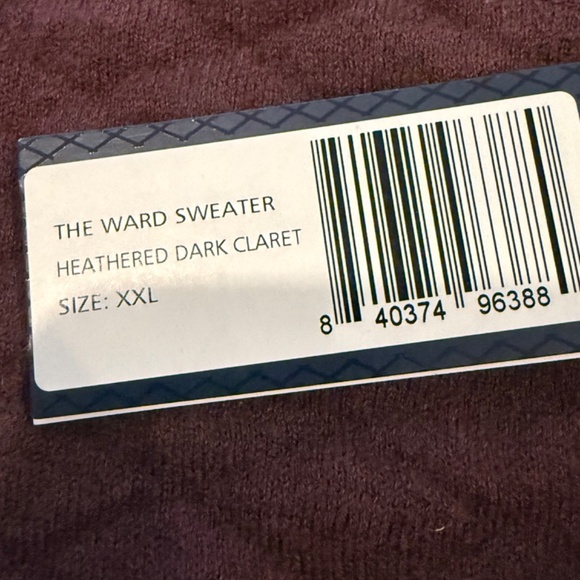 THE WARD SWEATER
HEATHERED DARK CLARET
SIZE: XXL
8 40374 96388